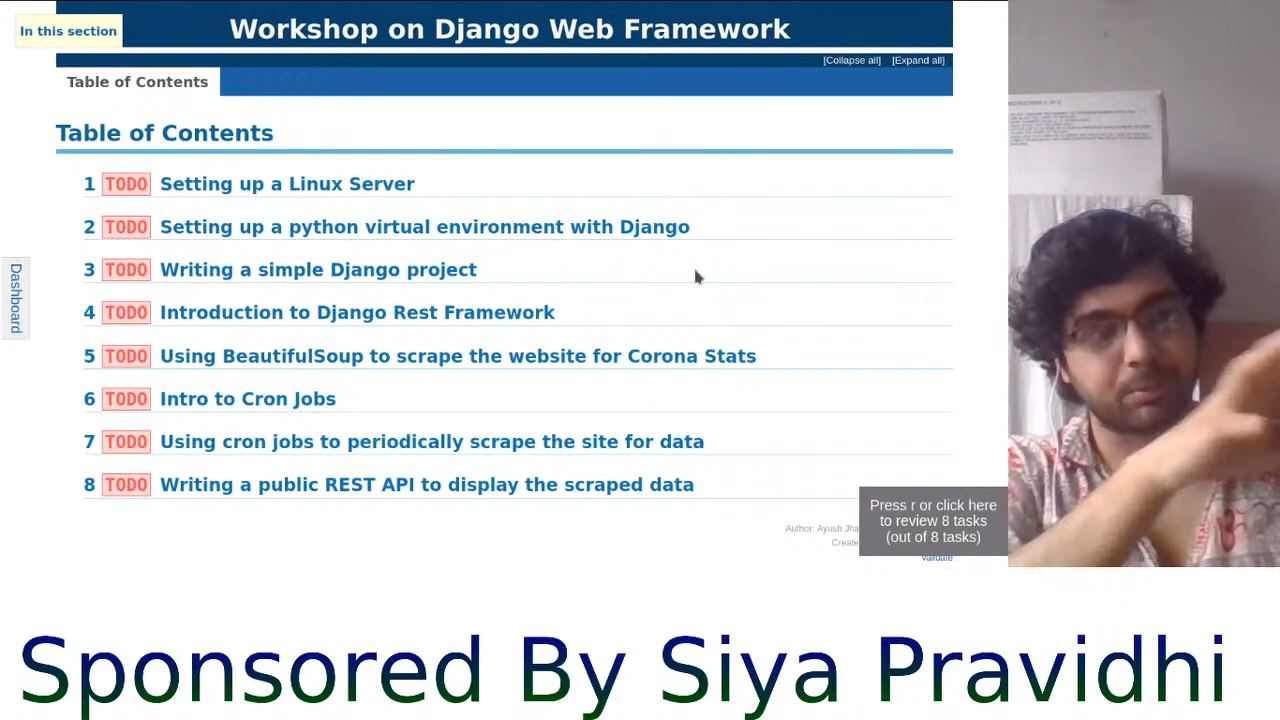 In this section
Workshop on Django Web Framework
[Collapse all] [Expand all]
Table of Contents
Table of Contents
1 TODO Setting up a Linux Server
2 TODO Setting up a python virtual environment with Django
3 TODO Writing a simple Django project
4 TODO Introduction to Django Rest Framework
5 TODO Using BeautifulSoup to scrape the website for Corona Stats
6 TODO Intro to Cron Jobs
7 TODO Using cron jobs to periodically scrape the site for data
8 TODO Writing a public REST API to display the scraped data
Dashboard
Press r or click here
to review 8 tasks
(out of 8 tasks)
Author: Ayush Jha
Create
Validate
Sponsored By Siya Pravidhi